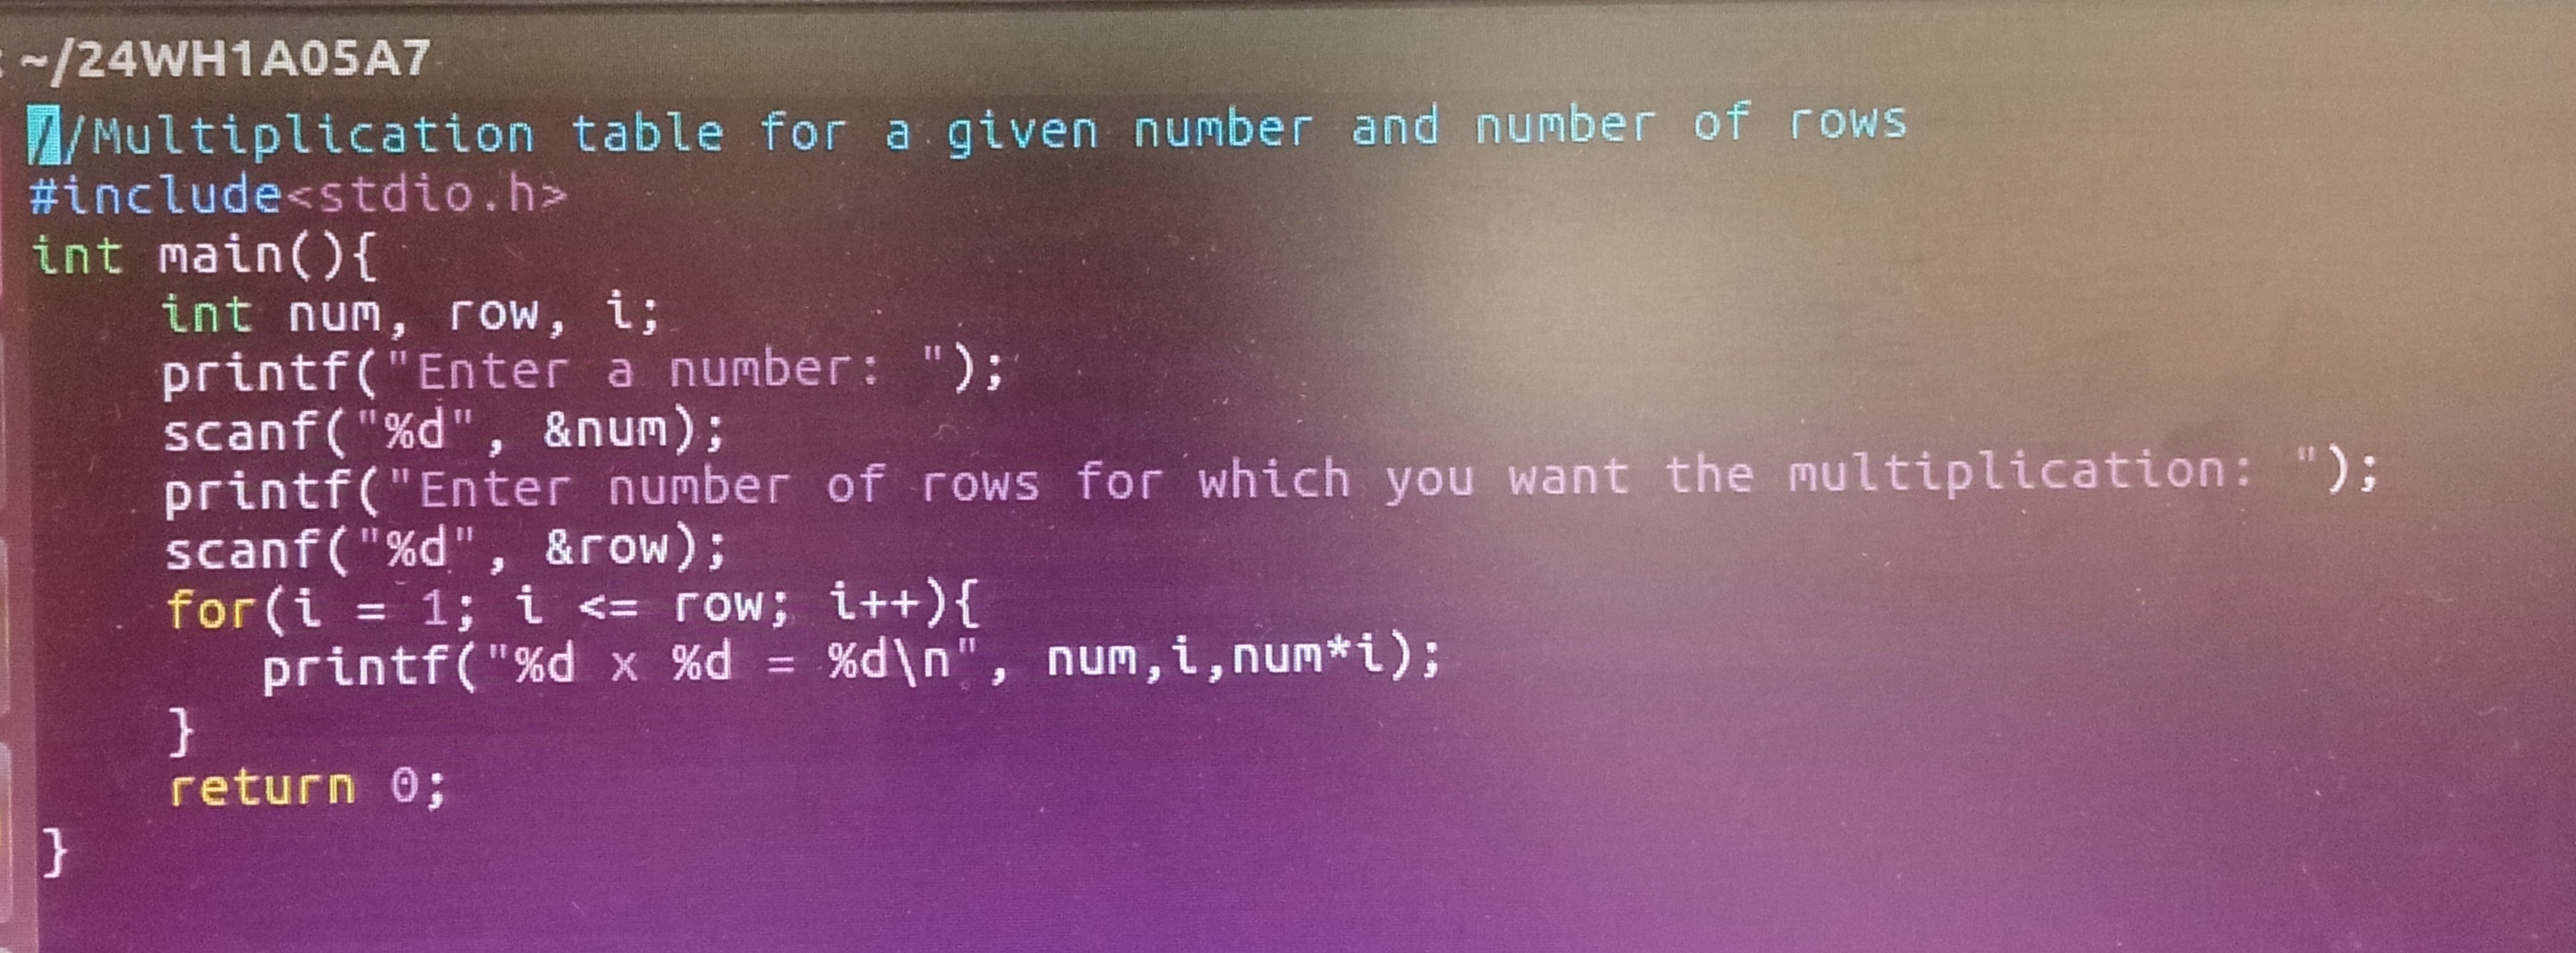 : ~/24WH1A05A7
//Multiplication table for a given number and number of rows
#include<stdio.h>
int main(){
    int num, row, i;
    printf("Enter a number: ");
    scanf("%d", &num);
    printf("Enter number of rows for which you want the multiplication: ");
    scanf("%d", &row);
    for(i = 1; i <= row; i++){
       printf("%d x %d = %d\n", num,i,num*i);
    }
    return 0;
}